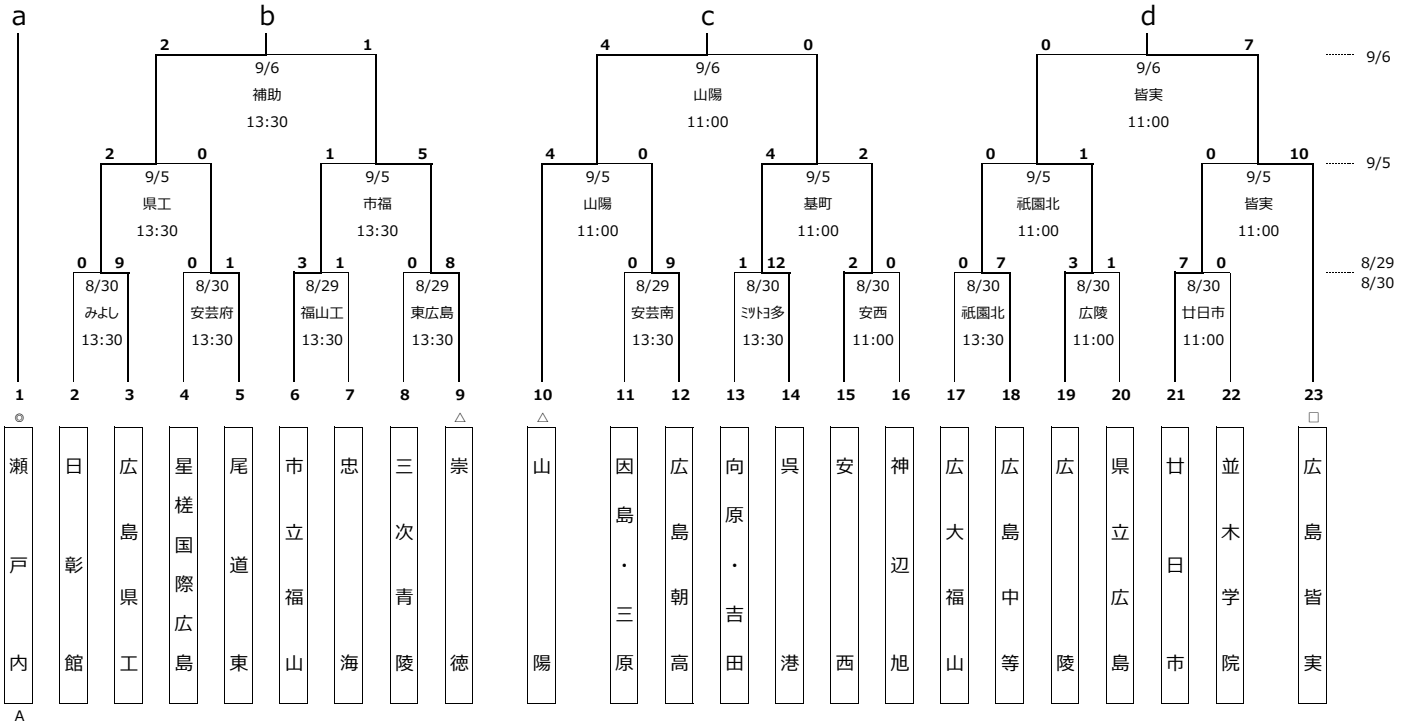 a b c d
2 1 4 0 0 7
9/6 9/6 9/6 9/6
補助 山陽 皆実
13:30 11:00 11:00
2 0 1 5 4 0 4 2 0 1 0 10
9/5 9/5 9/5 9/5 9/5 9/5 9/5
県工 市福 山陽 基町 祇園北 皆実
13:30 13:30 11:00 11:00 11:00 11:00
0 9 0 1 3 1 0 8 0 9 1 12 2 0 0 7 3 1 7 0
8/29
8/30
8/30 8/30 8/29 8/29 8/29 8/30 8/30 8/30 8/30 8/30
みよし 安芸府 福山工 東広島 安芸南 ミツトヨ多 安西 祇園北 広陵 廿日市
13:30 13:30 13:30 13:30 13:30 13:30 11:00 13:30 11:00 11:00
1 2 3 4 5 6 7 8 9 10 11 12 13 14 15 16 17 18 19 20 21 22 23
◎ △ △ □
瀬戸内
日彰館
広島県工
星槎国際広島
尾道東
市立福山
忠海
三次青陵
崇徳
山陽
因島・三原
広島朝高
向原・吉田
呉港
安西
神辺旭
広大福山
広島中等
広陵
県立広島
廿日市
並木学院
広島皆実
A